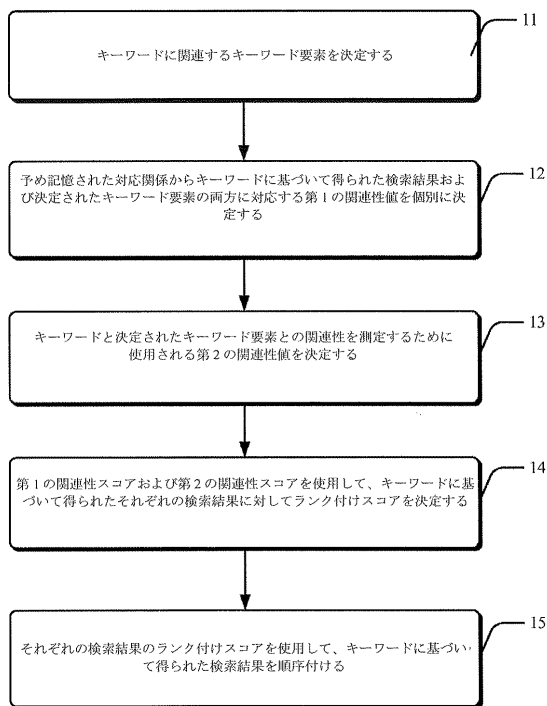 11
キーワードに関連するキーワード要素を決定する
12
予め記憶された対応関係からキーワードに基づいて得られた検索結果およ
び決定されたキーワード要素の両方に対応する第1の関連性値を個別に決
定する
13
キーワードと決定されたキーワード要素との関連性を測定するために
使用される第2の関連性値を決定する
14
第1の関連性スコアおよび第2の関連性スコアを使用して、キーワードに基
づいて得られたそれぞれの検索結果に対してランク付けスコアを決定する
15
それぞれの検索結果のランク付けスコアを使用して、キーワードに基づい
て得られた検索結果を順序付ける